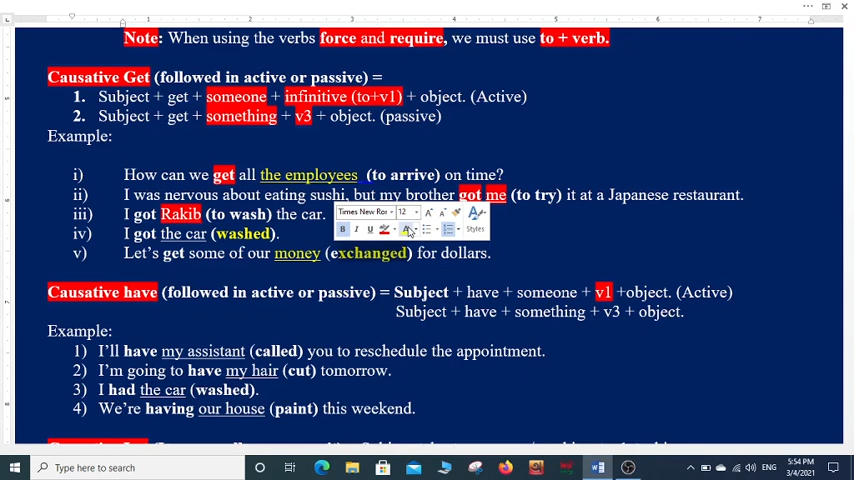 Note: When using the verbs force and require, we must use to + verb.
Causative Get (followed in active or passive) =
1. Subject + get + someone + infinitive (to+v1) + object. (Active)
2. Subject + get + something + v3 + object. (passive)
Example:
i) How can we get all the employees (to arrive) on time?
ii) I was nervous about eating sushi, but my brother got me (to try) it at a Japanese restaurant.
iii) I got Rakib (to wash) the car.
Times New Ror 12
iv) I got the car (washed).
B I U Styles
v) Let's get some of our money (exchanged) for dollars.
Causative have (followed in active or passive) = Subject + have + someone + v1 +object. (Active)
Subject + have + something + v3 + object.
Example:
1) I'll have my assistant (called) you to reschedule the appointment.
2) I'm going to have my hair (cut) tomorrow.
3) I had the car (washed).
4) We're having our house (paint) this weekend.
Type here to search
ENG
5:54 PM
3/4/2021